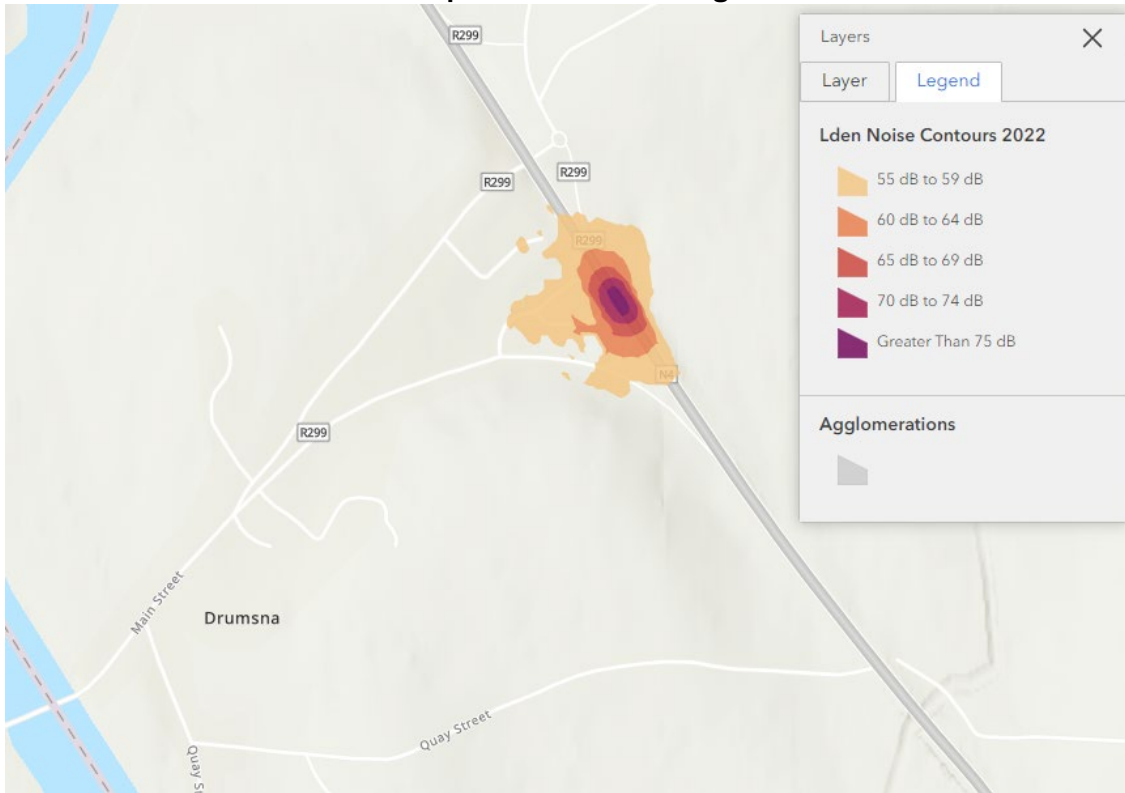 R299
R299
R299
R299
N4
R299
Main Street
Drumsna
Quay Street
Layers
Layer
Legend
Lden Noise Contours 2022
55 dB to 59 dB
60 dB to 64 dB
65 dB to 69 dB
70 dB to 74 dB
Greater Than 75 dB
Agglomerations